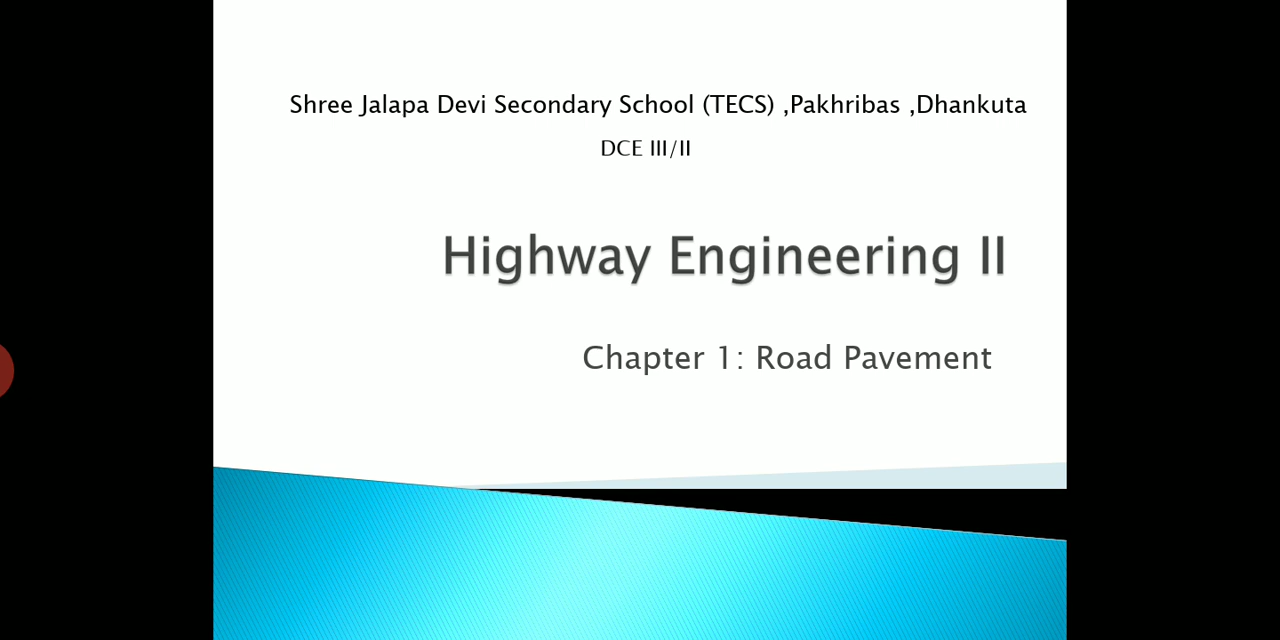 Shree Jalapa Devi Secondary School (TECS) ,Pakhribas ,Dhankuta
DCE III/II
Highway Engineering II
Chapter 1: Road Pavement